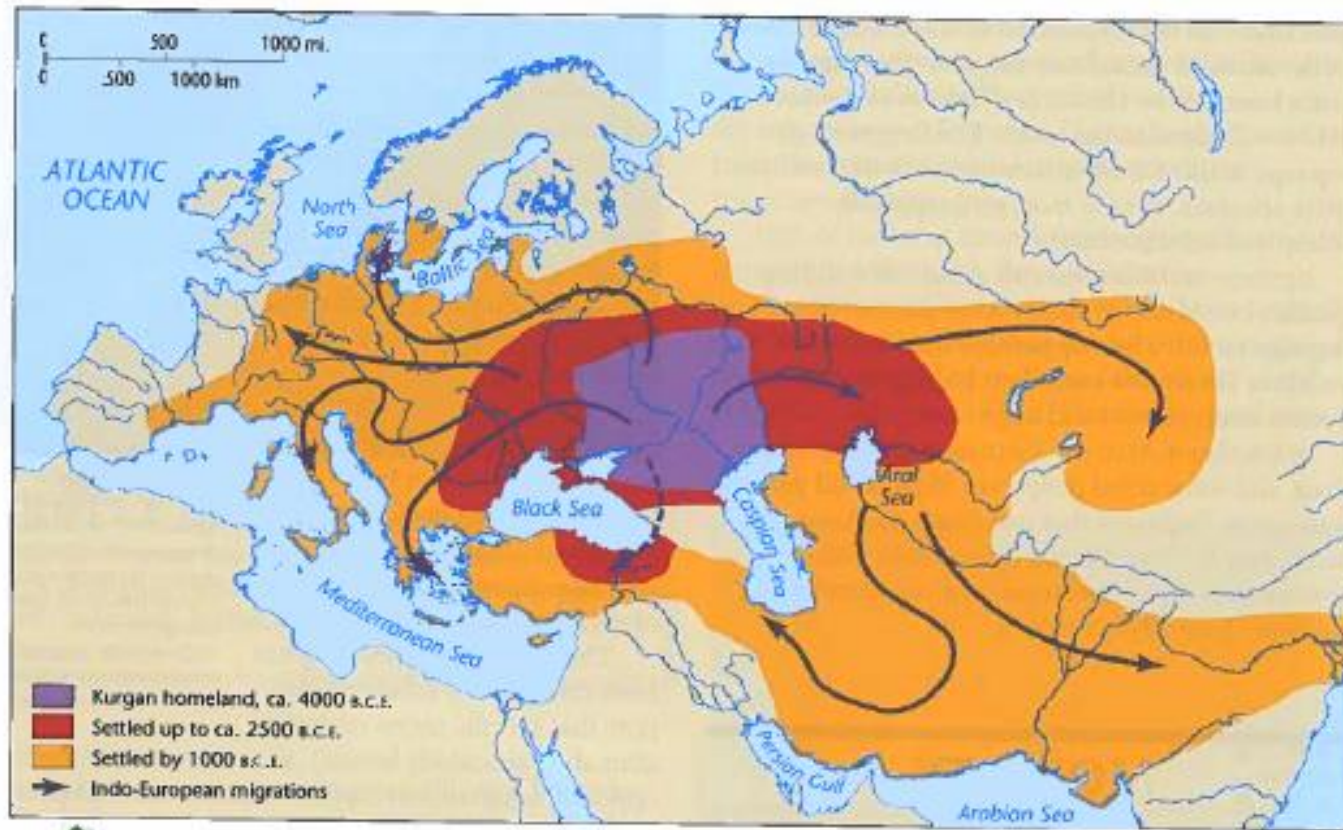 0 500 1000 mi.
0 500 1000 km
ATLANTIC
OCEAN
North
Sea
Baltic Sea
Black Sea
Caspian Sea
Aral
Sea
Mediterranean Sea
Persian Gulf
Arabian Sea
Kurgan homeland, ca. 4000 B.C.E.
Settled up to ca. 2500 B.C.E.
Settled by 1000 B.C.E.
Indo-European migrations